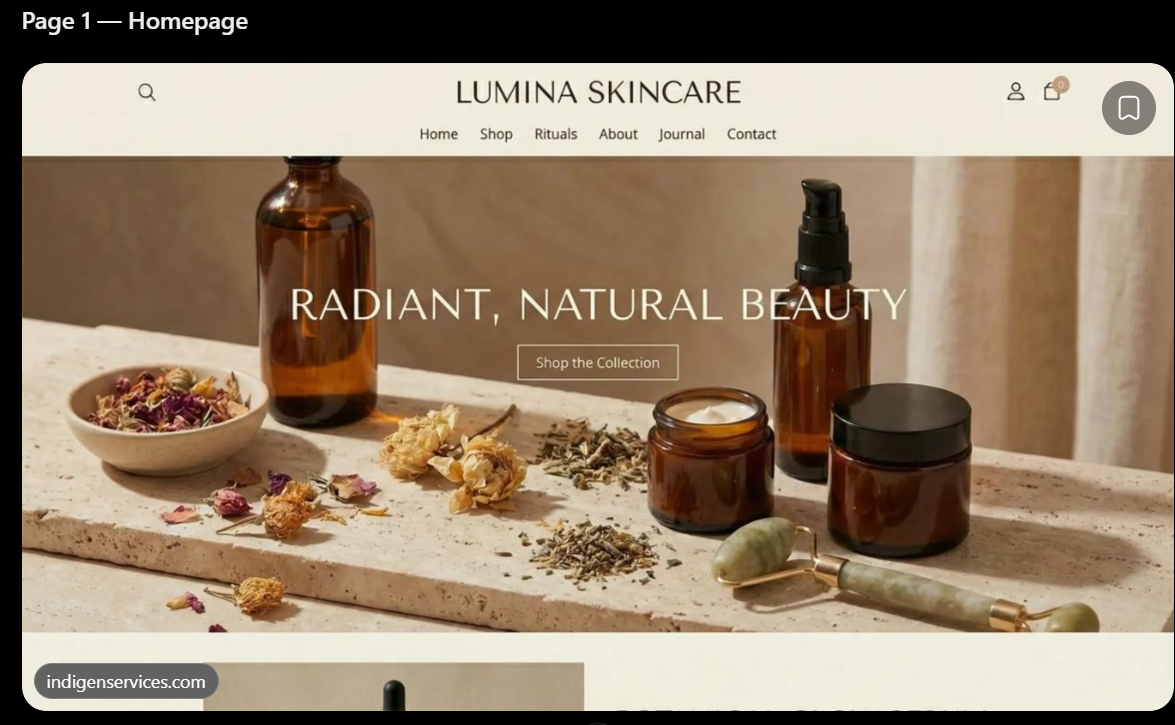 Page 1 — Homepage
LUMINA SKINCARE
0
Home Shop Rituals About Journal Contact
RADIANT, NATURAL BEAUTY
Shop the Collection
indigenservices.com